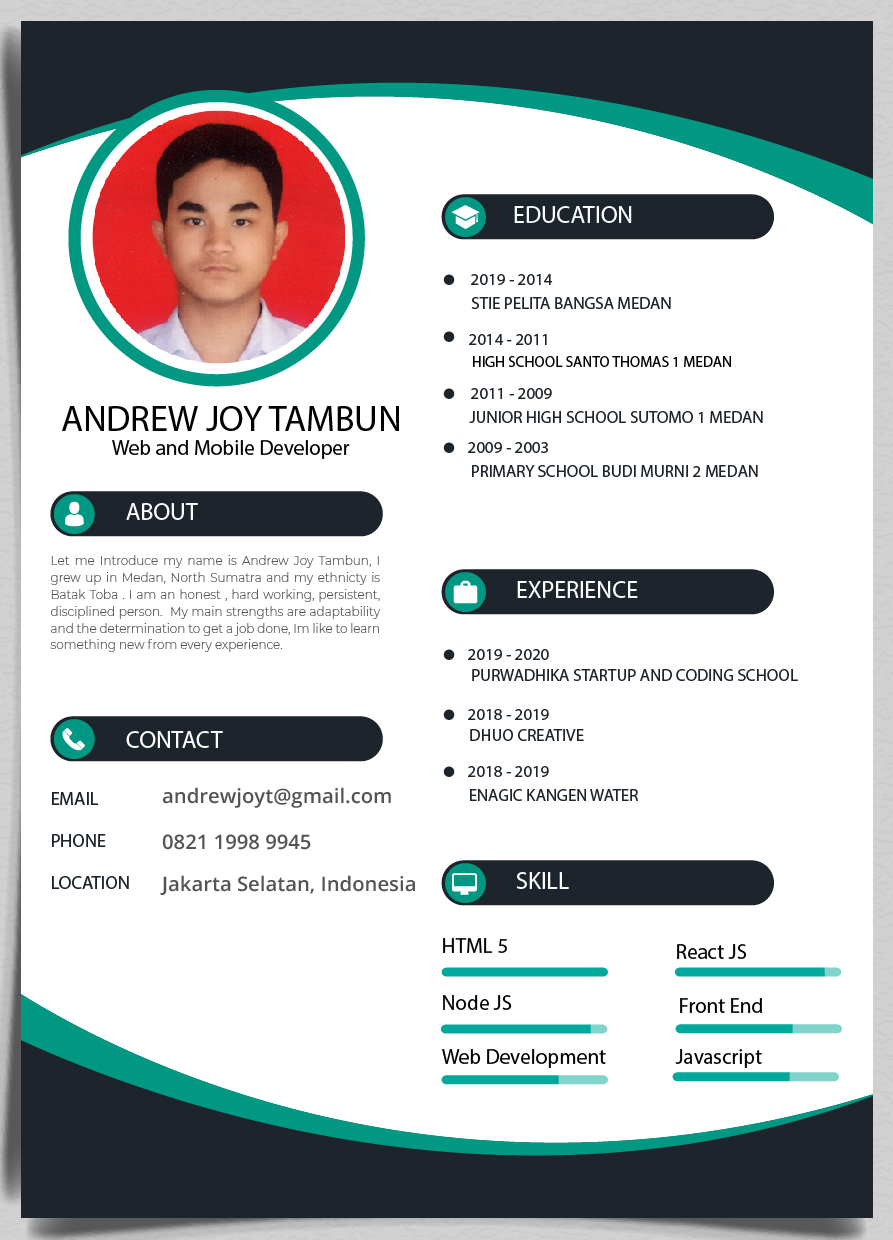 ANDREW JOY TAMBUN
Web and Mobile Developer
ABOUT
Let me Introduce my name is Andrew Joy Tambun, I
grew up in Medan, North Sumatra and my ethnicty is
Batak Toba . I am an honest , hard working, persistent,
disciplined person.  My main strengths are adaptability
and the determination to get a job done, Im like to learn
something new from every experience.
CONTACT
EMAIL andrewjoyt@gmail.com
PHONE 0821 1998 9945
LOCATION Jakarta Selatan, Indonesia
EDUCATION
2019 - 2014
STIE PELITA BANGSA MEDAN
2014 - 2011
HIGH SCHOOL SANTO THOMAS 1 MEDAN
2011 - 2009
JUNIOR HIGH SCHOOL SUTOMO 1 MEDAN
2009 - 2003
PRIMARY SCHOOL BUDI MURNI 2 MEDAN
EXPERIENCE
2019 - 2020
PURWADHIKA STARTUP AND CODING SCHOOL
2018 - 2019
DHUO CREATIVE
2018 - 2019
ENAGIC KANGEN WATER
SKILL
HTML 5
React JS
Node JS
Front End
Web Development
Javascript